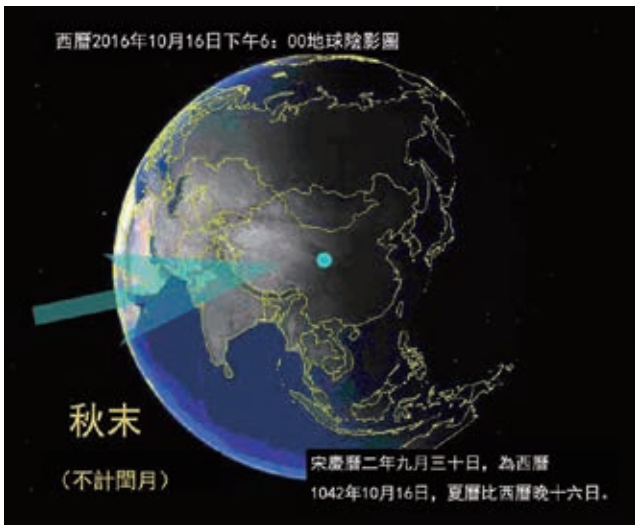 西曆2016年10月16日下午6：00地球陰影圖
秋末
（不計閏月）
宋慶曆二年九月三十日，為西曆
1042年10月16日，夏曆比西曆晚十六日。